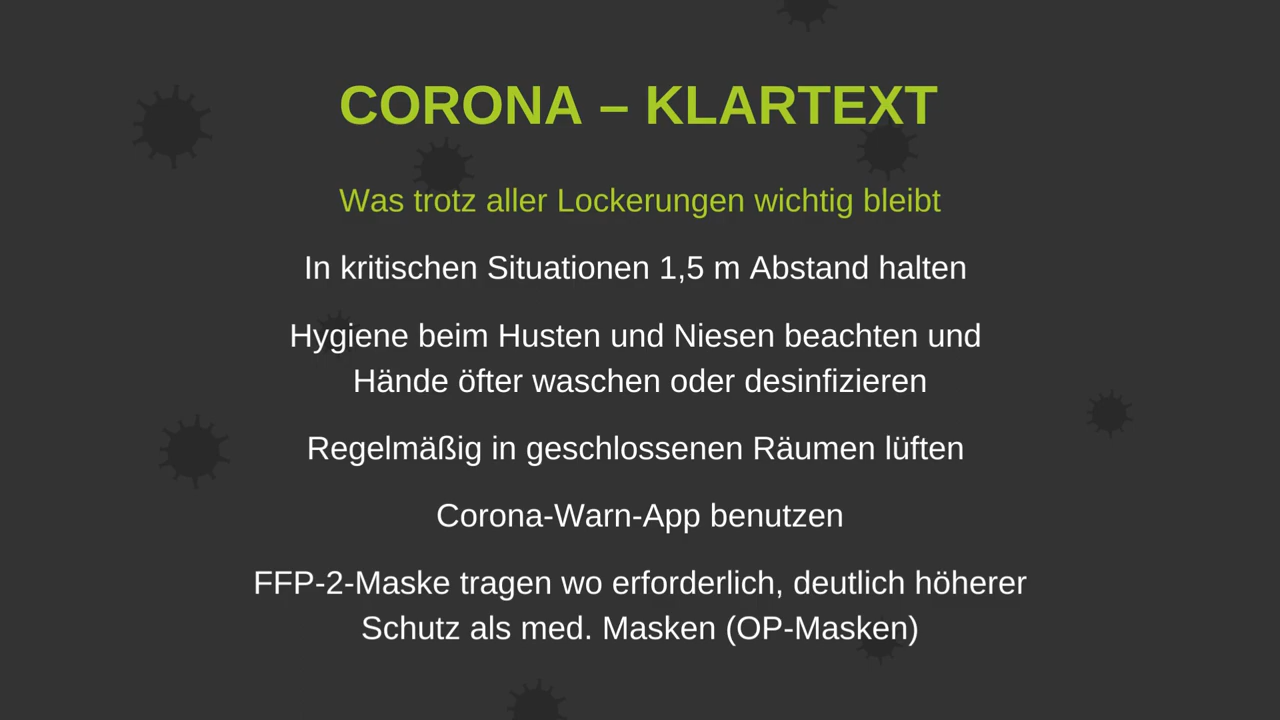 CORONA – KLARTEXT
Was trotz aller Lockerungen wichtig bleibt
In kritischen Situationen 1,5 m Abstand halten
Hygiene beim Husten und Niesen beachten und
Hände öfter waschen oder desinfizieren
Regelmäßig in geschlossenen Räumen lüften
Corona-Warn-App benutzen
FFP-2-Maske tragen wo erforderlich, deutlich höherer
Schutz als med. Masken (OP-Masken)